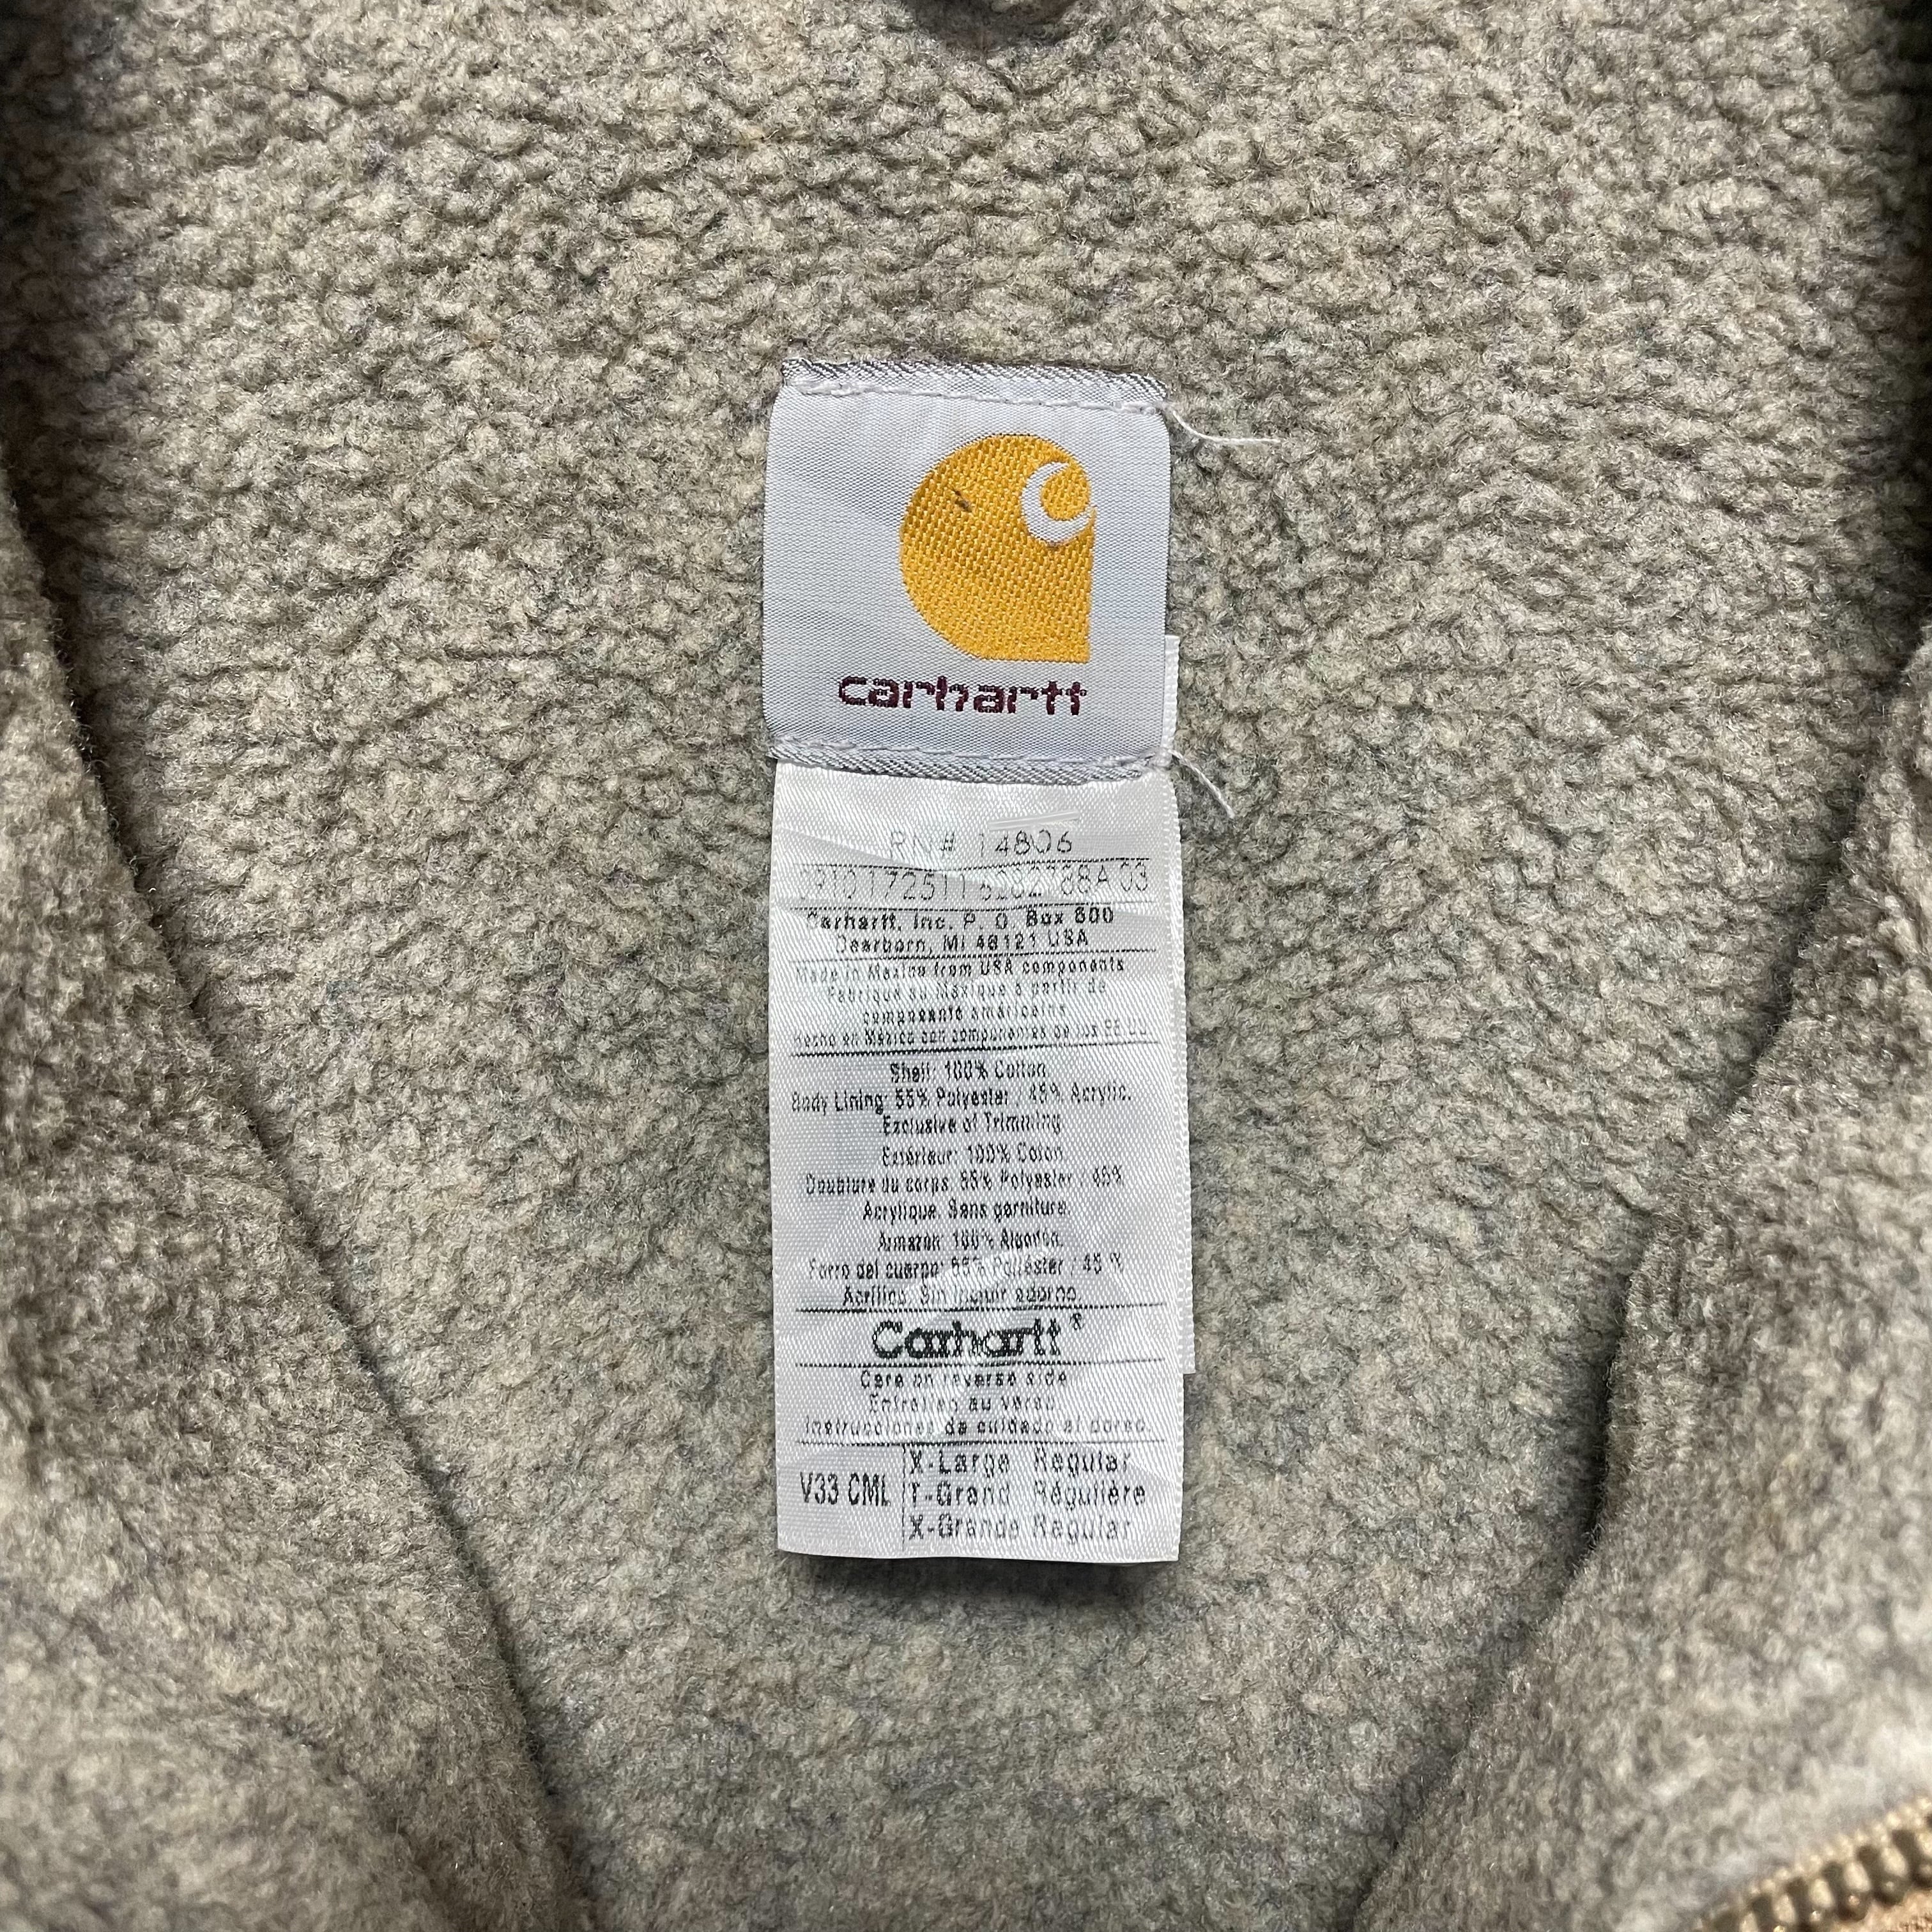 carhartt
RN# 14806
Carhartt, Inc. P. O. Box 600
Dearborn, MI 48121 USA
Made in Mexico from USA components
Fabriqué au Mexique à partir de
composants américains
Hecho en México con componentes de los EE.UU
Shell: 100% Cotton
Body Lining: 55% Polyester / 45% Acrylic.
Exclusive of Trimming
Extérieur: 100% Coton
Doublure du corps: 55% Polyester / 45%
Acrylique. Sans garniture.
Armazon: 100% Algodon.
Forro del cuerpo: 55% Poliéster / 45 %
Acrílico. Sin incluir adorno.
Carhartt®
Care on reverse side
Entretien au verso
Instrucciones de cuidado al dorso
V33 CML
X-Large Regular
T-Grand Régulière
X-Grande Regular